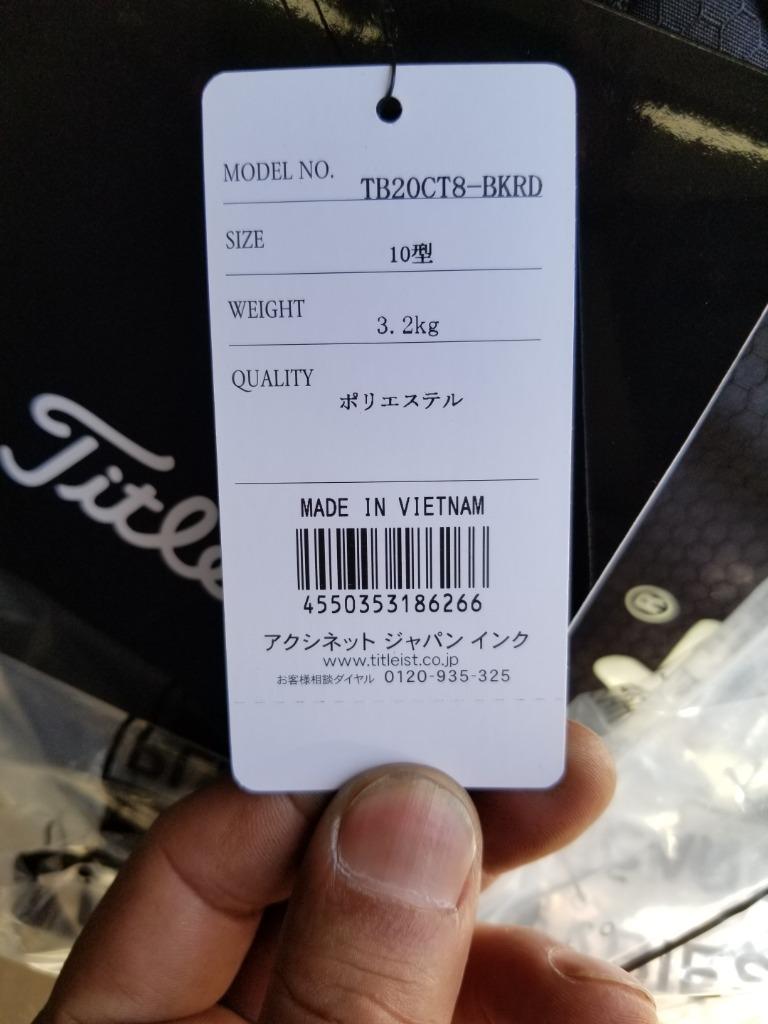 MODEL NO. TB20CT8-BKRD
SIZE 10型
WEIGHT 3.2kg
QUALITY ポリエステル
Title
MADE IN VIETNAM
4550353186266
アクシネット ジャパン インク
www.titleist.co.jp
お客様相談ダイヤル 0120-935-325
®